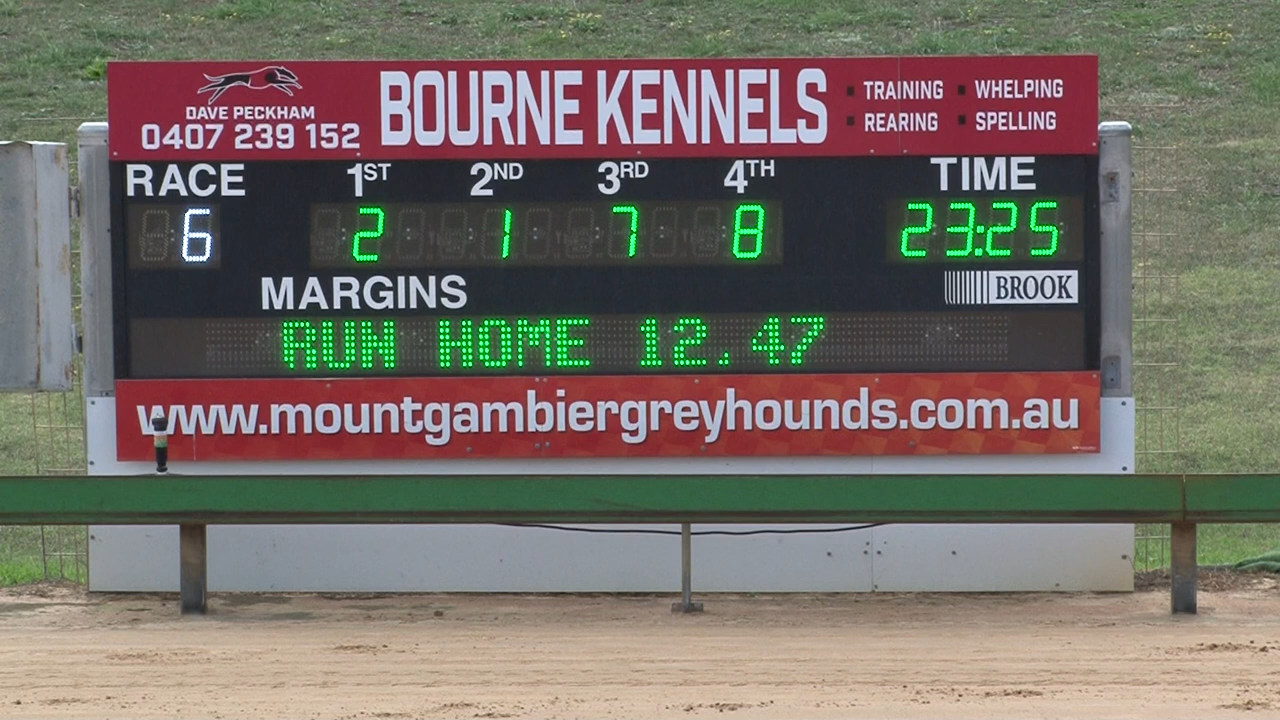 BOURNE KENNELS
DAVE PECKHAM
0407 239 152
TRAINING WHELPING
REARING SPELLING
RACE 1ST 2ND 3RD 4TH TIME
6 2 1 7 8 23:25
MARGINS
BROOK
RUN HOME 12.47
www.mountgambiergreyhounds.com.au